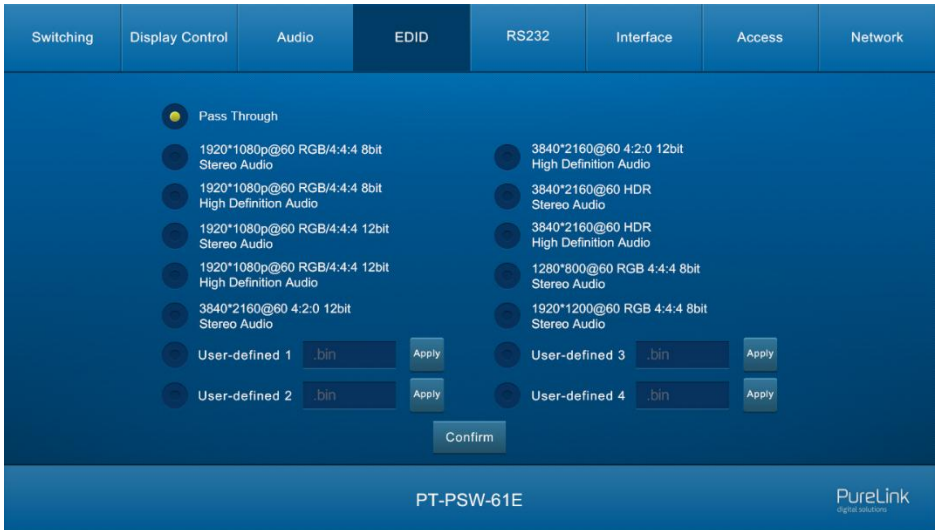 Switching Display Control Audio EDID RS232 Interface Access Network
Pass Through
1920*1080p@60 RGB/4:4:4 8bit
Stereo Audio
1920*1080p@60 RGB/4:4:4 8bit
High Definition Audio
1920*1080p@60 RGB/4:4:4 12bit
Stereo Audio
1920*1080p@60 RGB/4:4:4 12bit
High Definition Audio
3840*2160@60 4:2:0 12bit
Stereo Audio
User-defined 1 .bin Apply
User-defined 2 .bin Apply
3840*2160@60 4:2:0 12bit
High Definition Audio
3840*2160@60 HDR
Stereo Audio
3840*2160@60 HDR
High Definition Audio
1280*800@60 RGB 4:4:4 8bit
Stereo Audio
1920*1200@60 RGB 4:4:4 8bit
Stereo Audio
User-defined 3 .bin Apply
User-defined 4 .bin Apply
Confirm
PT-PSW-61E
PureLink
digital solutions